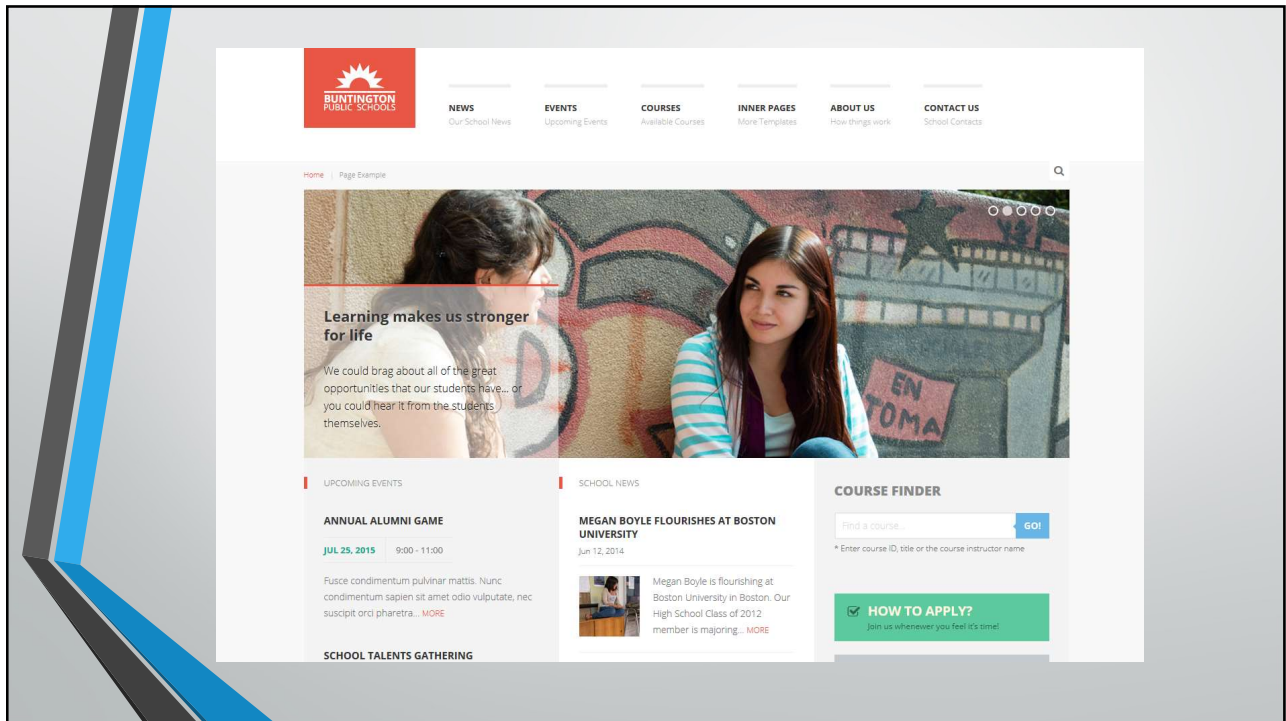 BUNTINGTON
PUBLIC SCHOOLS
NEWS
Our School News
EVENTS
Upcoming Events
COURSES
Available Courses
INNER PAGES
More Templates
ABOUT US
How things work
CONTACT US
School Contacts
Home | Page Example
Learning makes us stronger
for life
We could brag about all of the great
opportunities that our students have... or
you could hear it from the students
themselves.
EN
TOMA
UPCOMING EVENTS
ANNUAL ALUMNI GAME
JUL 25, 2015 9:00 - 11:00
Fusce condimentum pulvinar mattis. Nunc
condimentum sapien sit amet odio vulputate, nec
suscipit orci pharetra... MORE
SCHOOL TALENTS GATHERING
SCHOOL NEWS
MEGAN BOYLE FLOURISHES AT BOSTON
UNIVERSITY
Jun 12, 2014
Megan Boyle is flourishing at
Boston University in Boston. Our
High School Class of 2012
member is majoring... MORE
COURSE FINDER
Find a course... GO!
* Enter course ID, title or the course instructor name
HOW TO APPLY?
Join us whenewer you feel it's time!